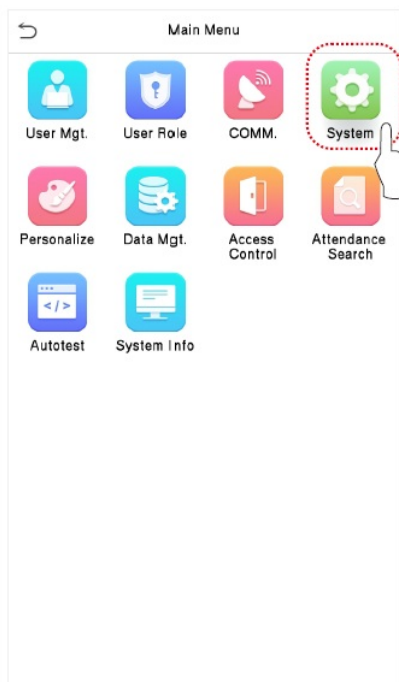 Main Menu
User Mgt. User Role COMM. System
Personalize Data Mgt. Access Control Attendance Search
Autotest System Info